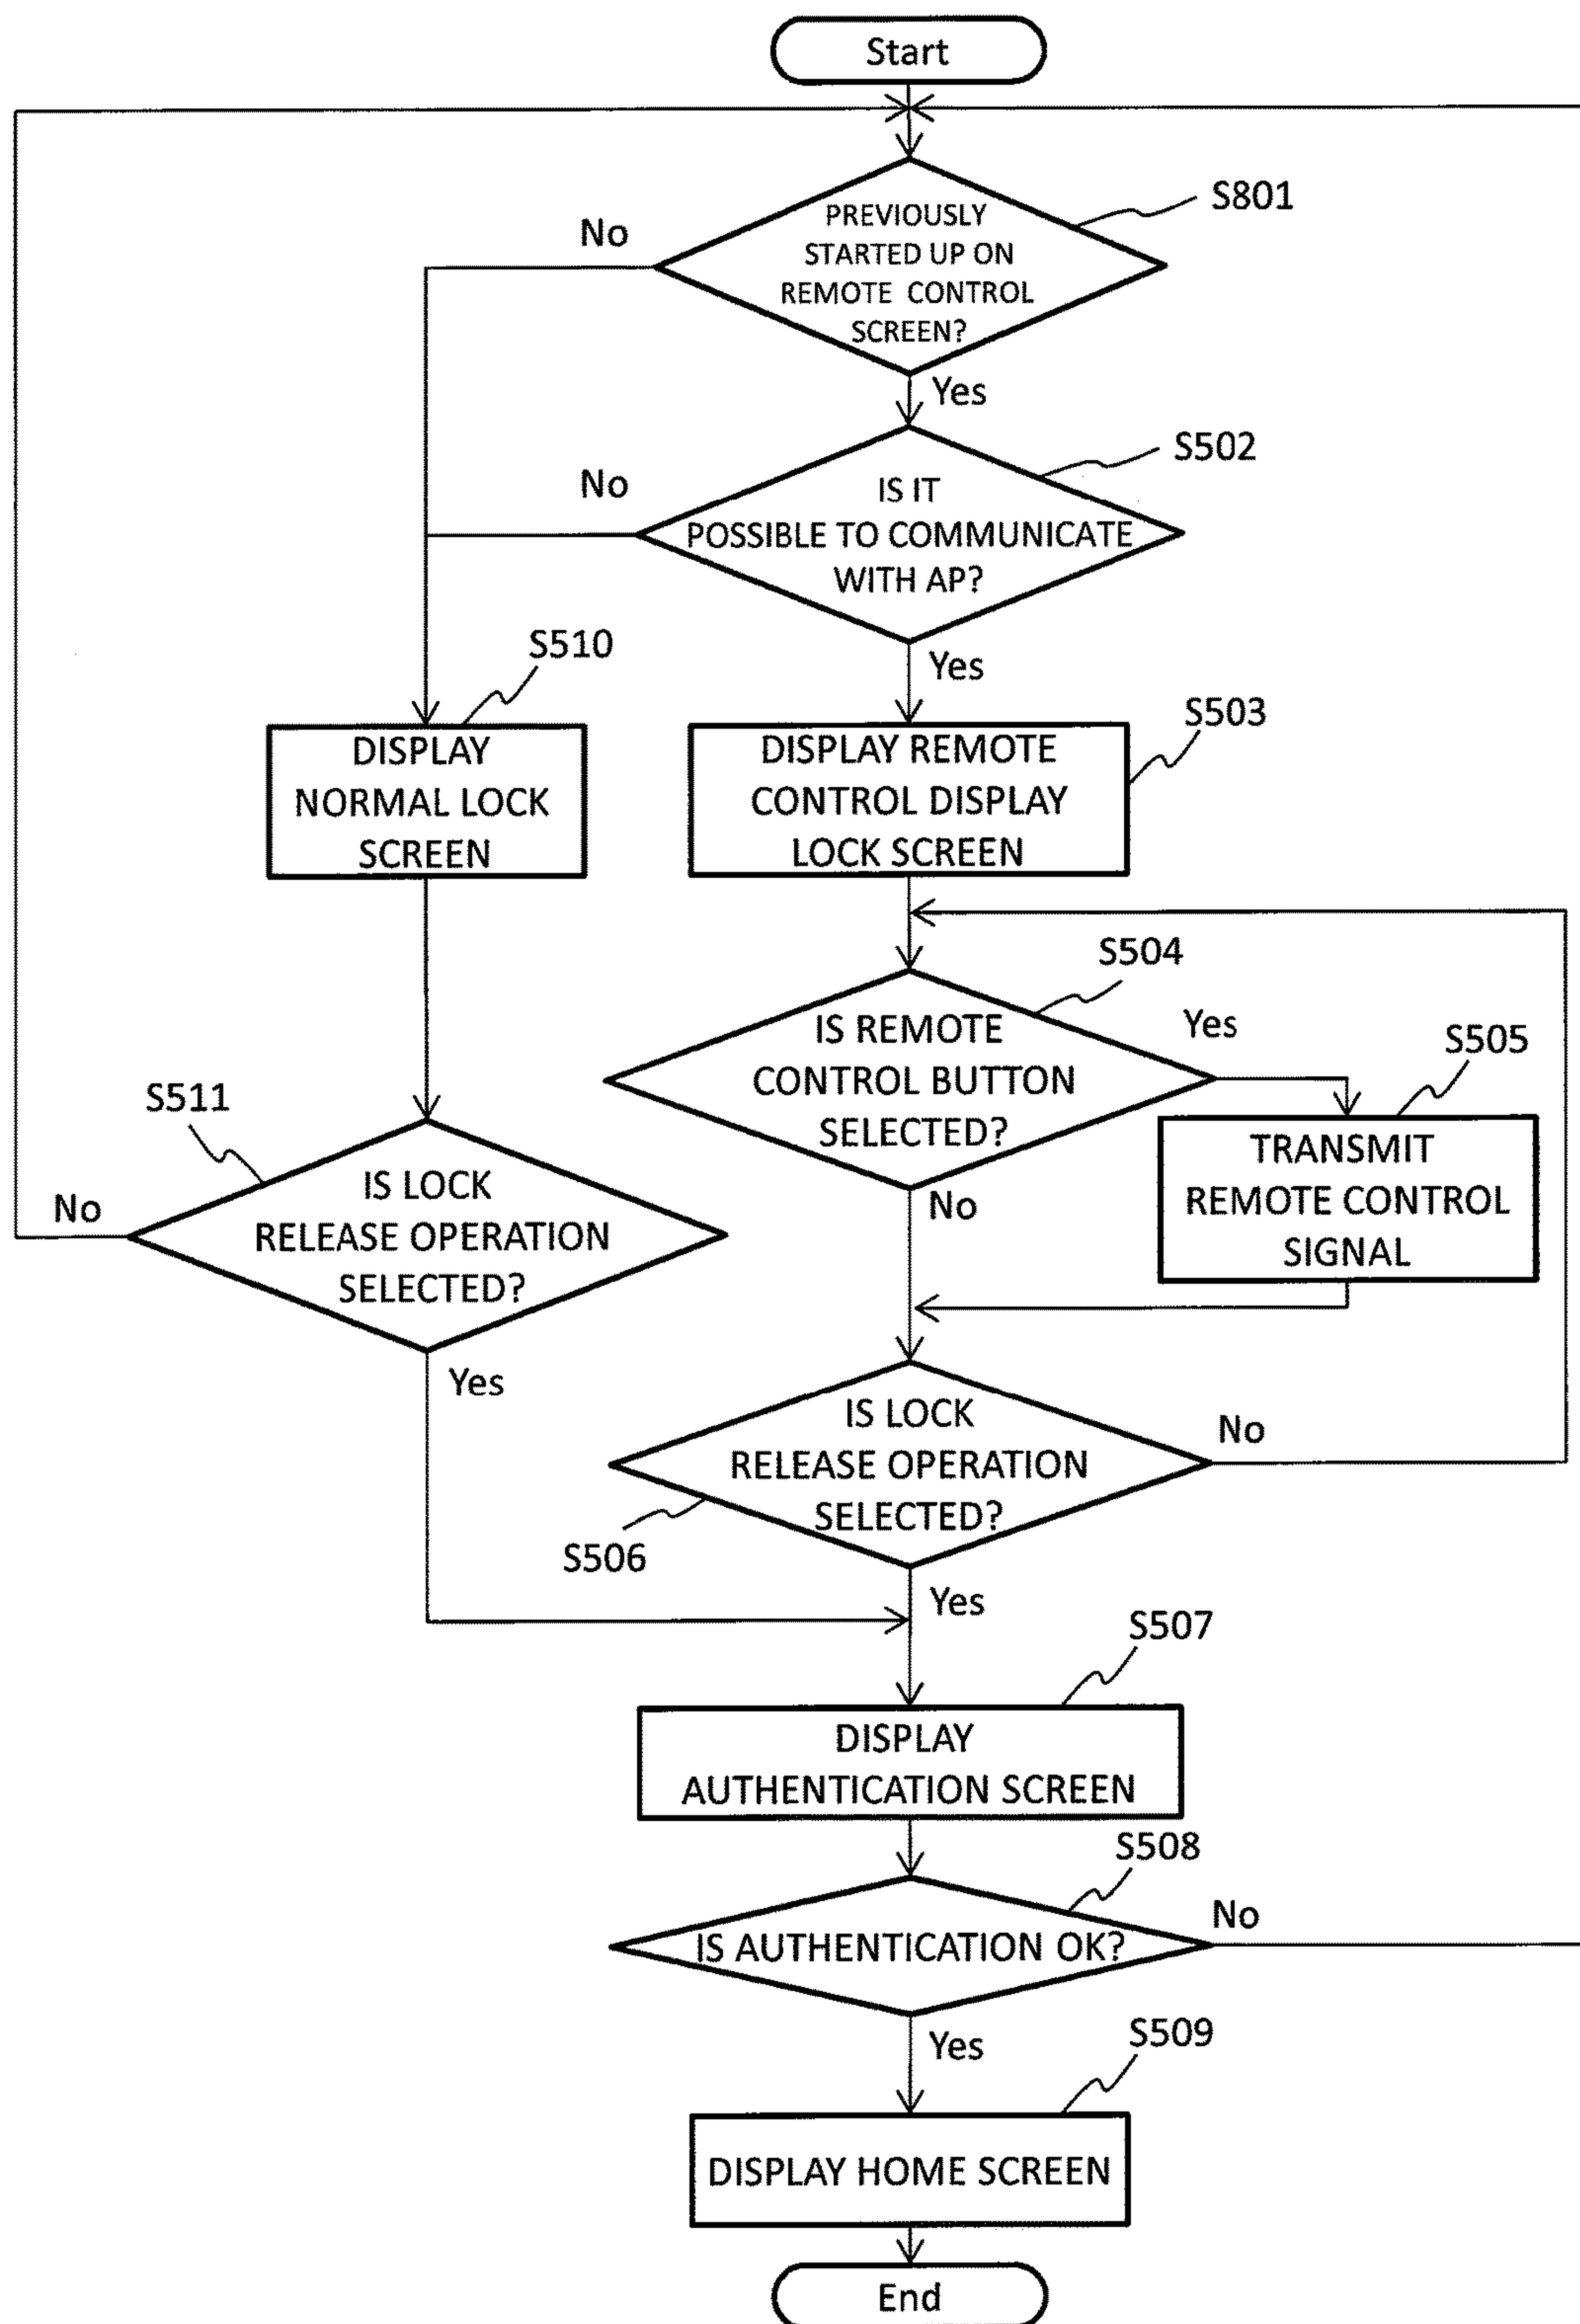 Start
S801
No
PREVIOUSLY
STARTED UP ON
REMOTE CONTROL
SCREEN?
Yes
S502
No
IS IT
POSSIBLE TO COMMUNICATE
WITH AP?
Yes
S510
DISPLAY
NORMAL LOCK
SCREEN
S503
DISPLAY REMOTE
CONTROL DISPLAY
LOCK SCREEN
S504
IS REMOTE
CONTROL BUTTON
SELECTED?
Yes
S505
TRANSMIT
REMOTE CONTROL
SIGNAL
No
S511
IS LOCK
RELEASE OPERATION
SELECTED?
No
Yes
IS LOCK
RELEASE OPERATION
SELECTED?
No
S506
Yes
S507
DISPLAY
AUTHENTICATION SCREEN
S508
IS AUTHENTICATION OK?
No
Yes
S509
DISPLAY HOME SCREEN
End